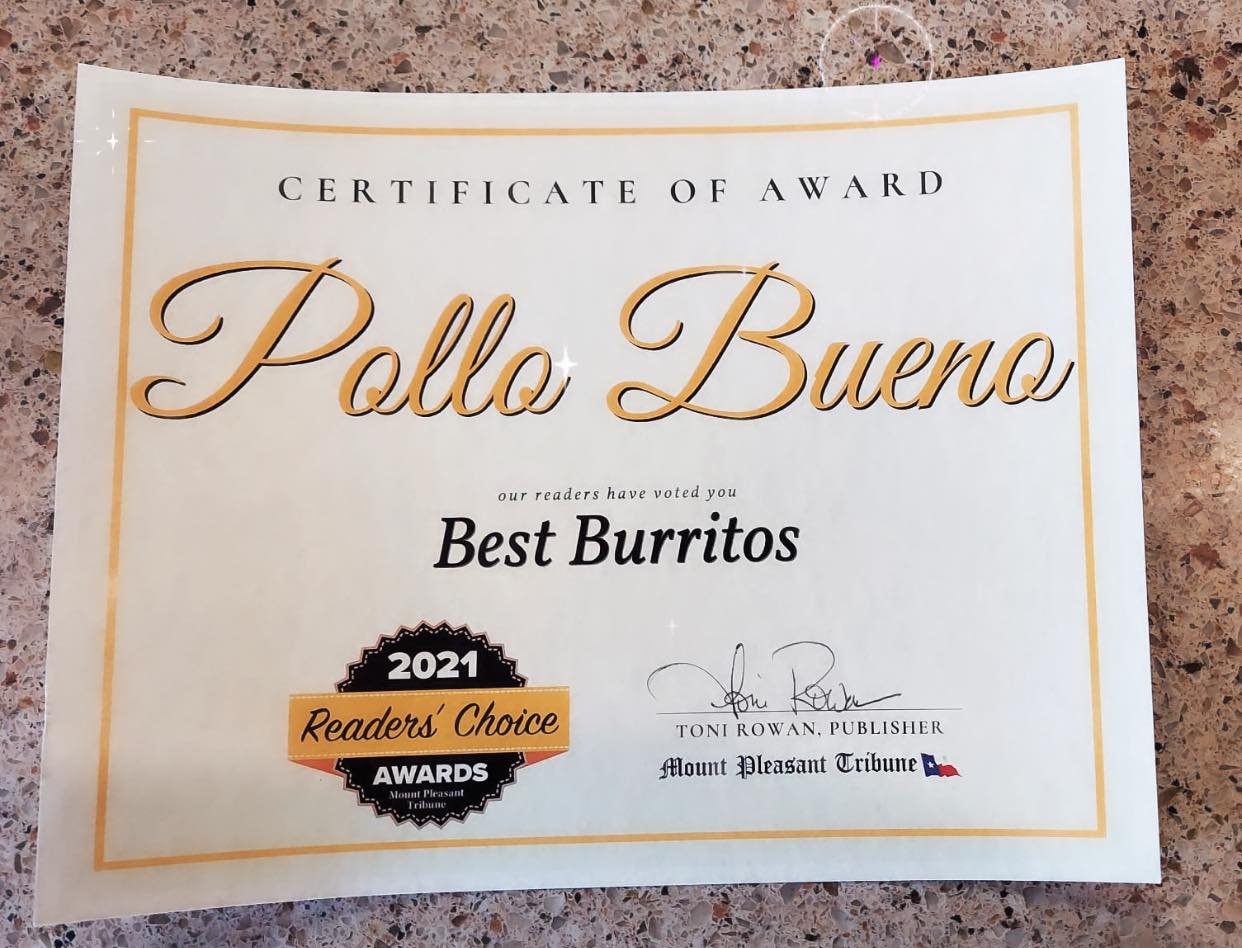 CERTIFICATE OF AWARD
Pollo Bueno
our readers have voted you
Best Burritos
2021
Readers' Choice
AWARDS
Mount Pleasant
Tribune
Toni Rowan
TONI ROWAN, PUBLISHER
Mount Pleasant Tribune